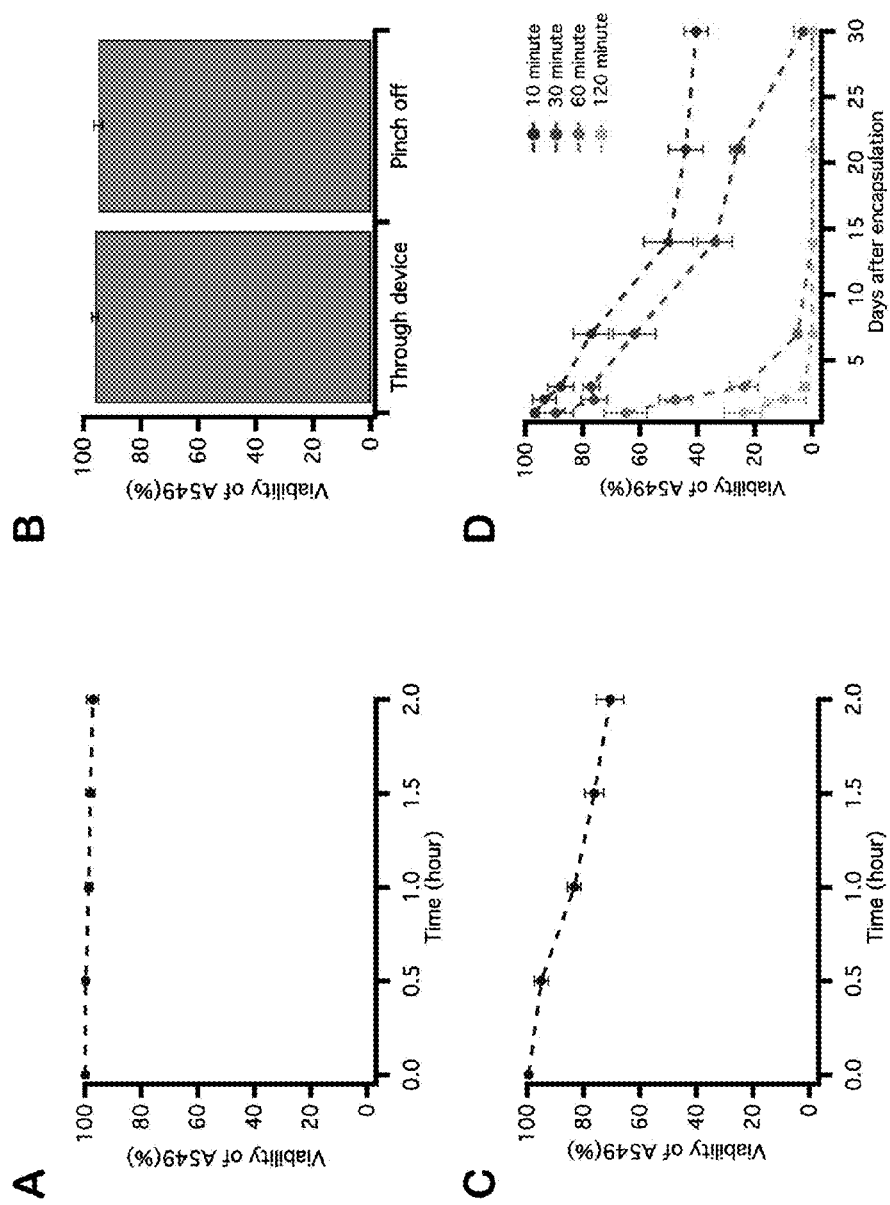 A
Viability of A549(%)
100
80
60
40
20
0
0.0
0.5
1.0
1.5
2.0
Time (hour)
B
Viability of A549(%)
100
80
60
40
20
0
Through device
Pinch off
C
Viability of A549(%)
100
80
60
40
20
0
0.0
0.5
1.0
1.5
2.0
Time (hour)
D
Viability of A549(%)
100
80
60
40
20
0
10 minute
30 minute
60 minute
120 minute
5
10
15
20
25
30
Days after encapsulation